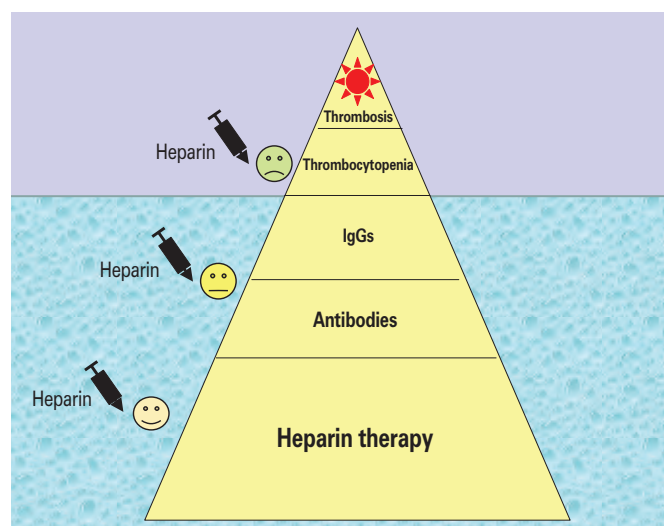 Thrombosis
Heparin
Thrombocytopenia
IgGs
Heparin
Antibodies
Heparin
Heparin therapy